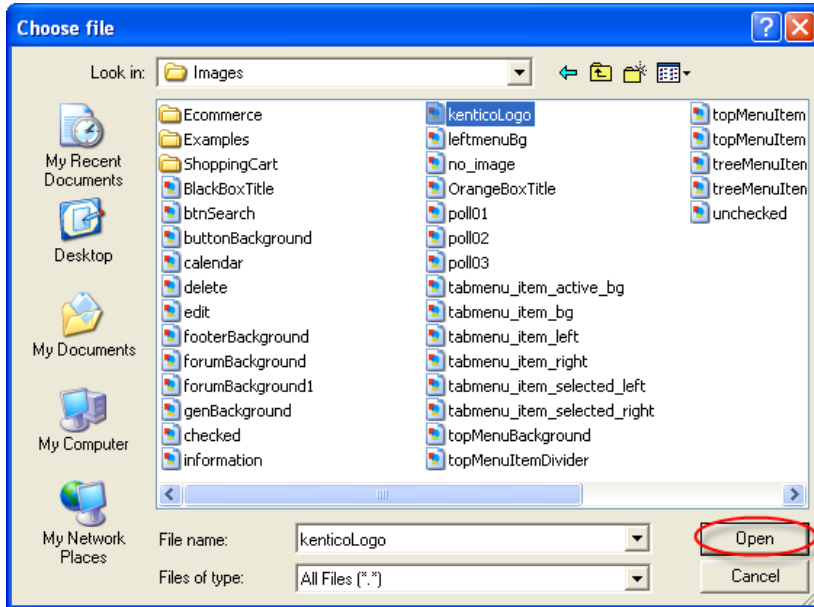 Choose file
Look in:
Images
My Recent
Documents
Desktop
My Documents
My Computer
My Network
Places
Ecommerce
Examples
ShoppingCart
BlackBoxTitle
btnSearch
buttonBackground
calendar
delete
edit
footerBackground
forumBackground
forumBackground1
genBackground
checked
information
kenticoLogo
leftmenuBg
no_image
OrangeBoxTitle
poll01
poll02
poll03
tabmenu_item_active_bg
tabmenu_item_bg
tabmenu_item_left
tabmenu_item_right
tabmenu_item_selected_left
tabmenu_item_selected_right
topMenuBackground
topMenuItemDivider
topMenuItem
topMenuItem
treeMenuIten
treeMenuIten
unchecked
File name:
kenticoLogo
Open
Files of type:
All Files (*.*)
Cancel